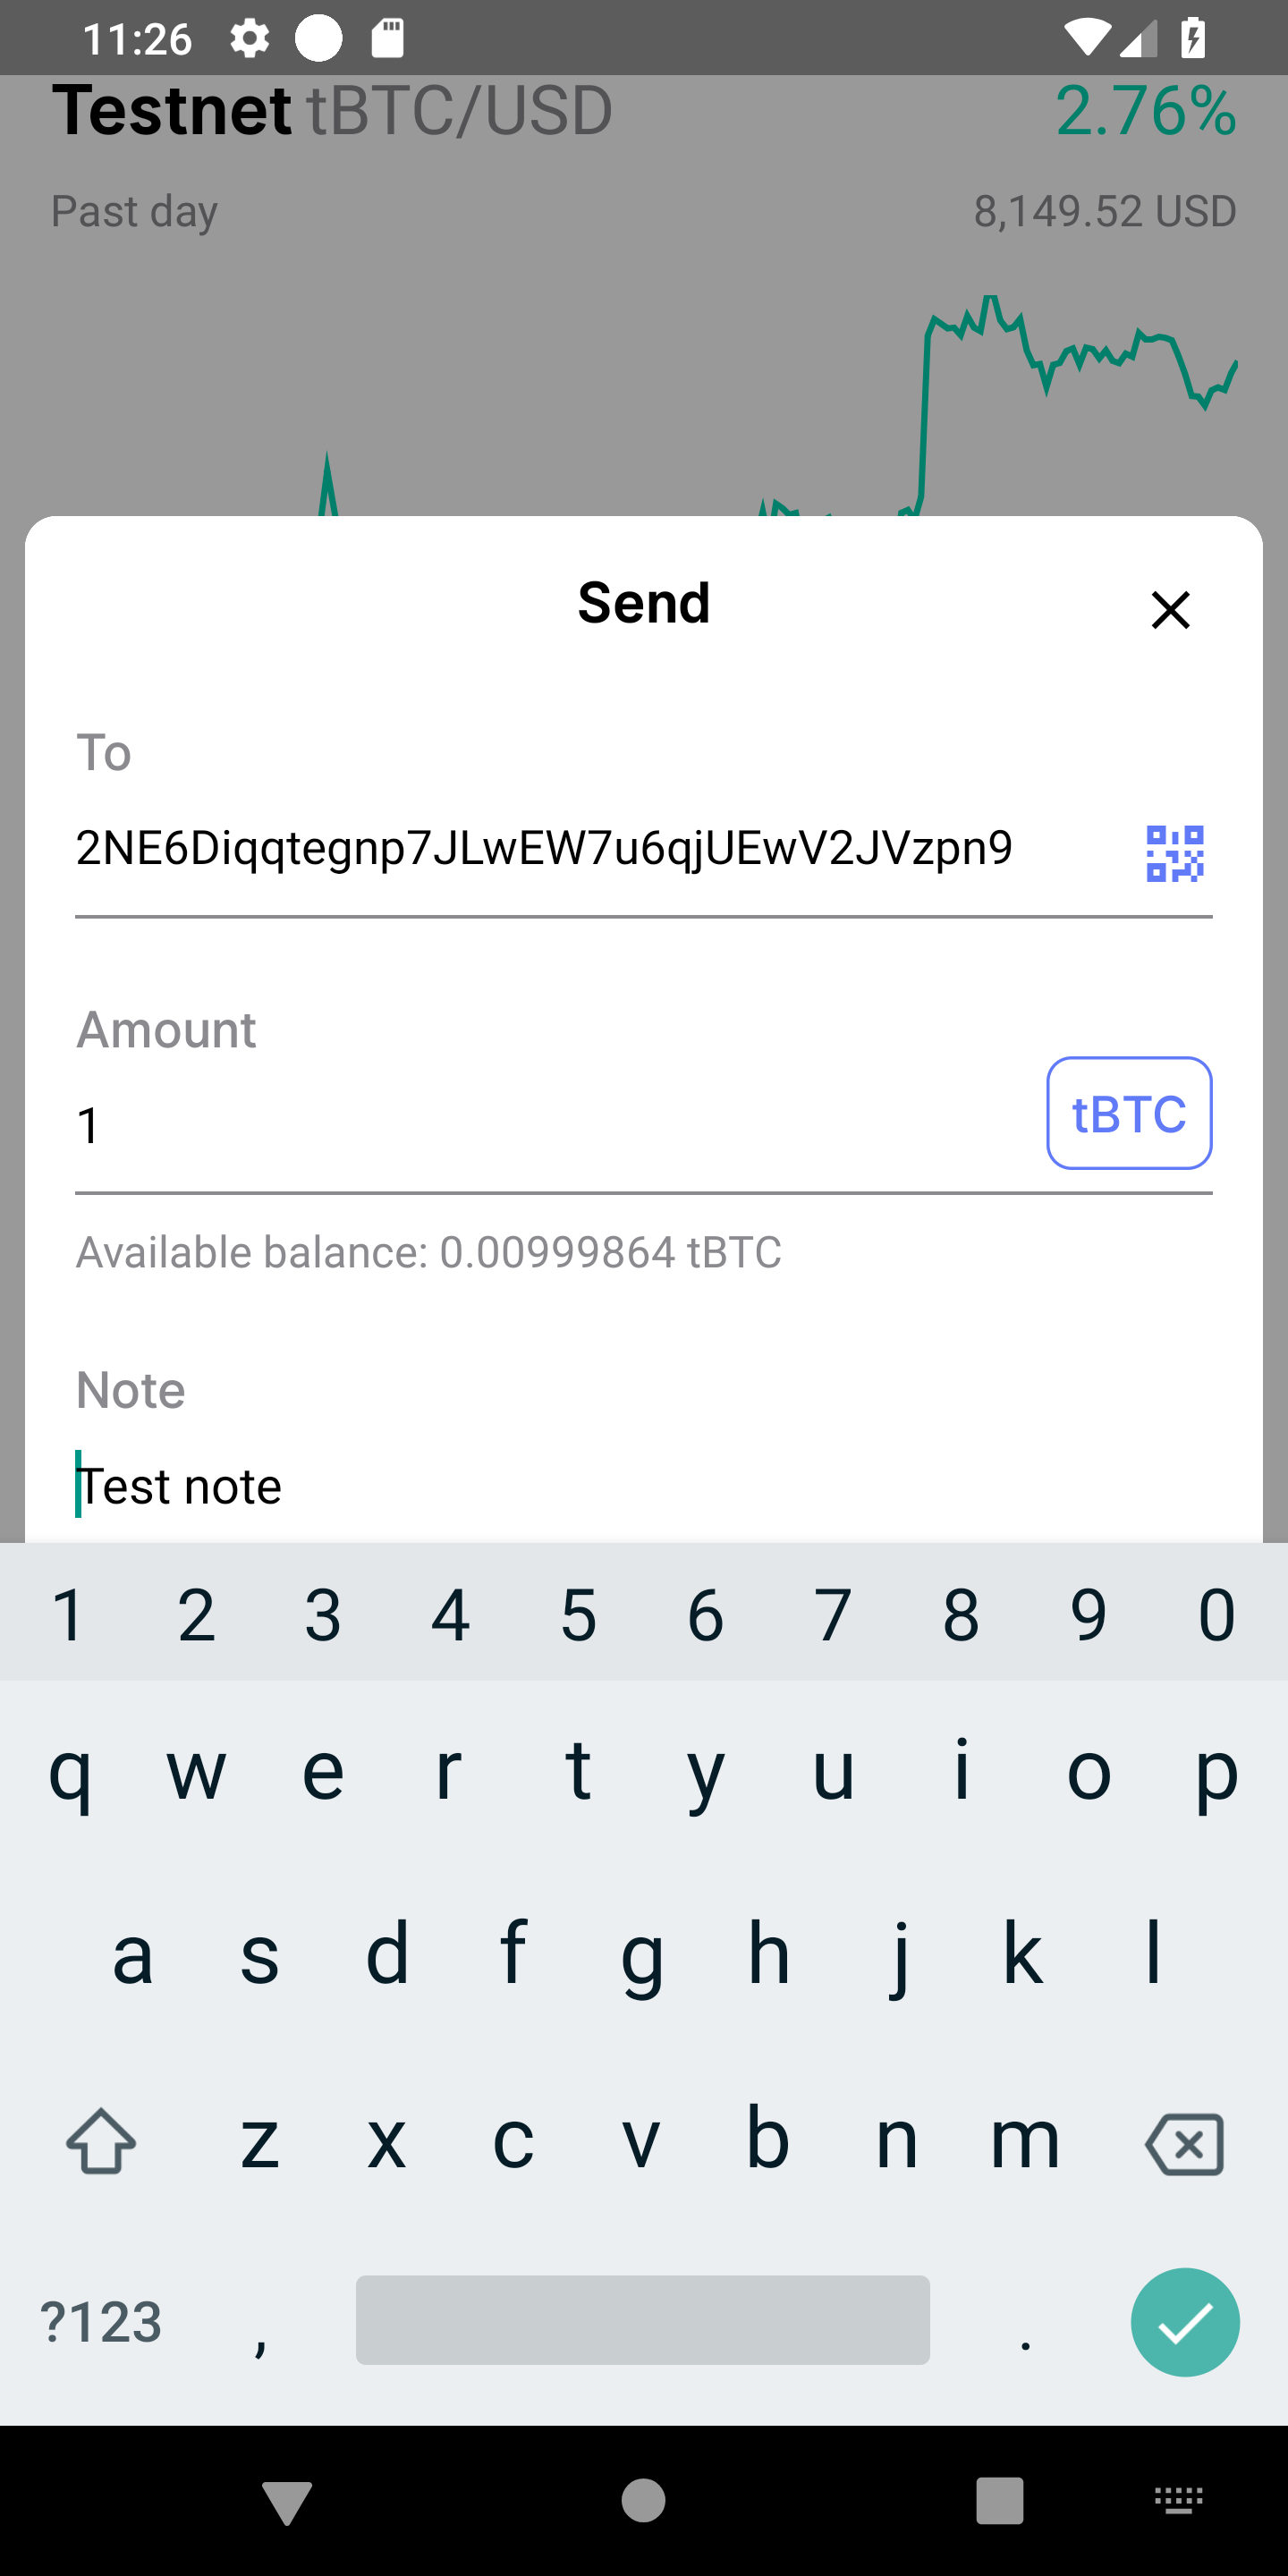 11:26
Testnet tBTC/USD 2.76%
Past day 8,149.52 USD
Send
To
2NE6Diqqtegnp7JLwEW7u6qjUEwV2JVzpn9
Amount
1 tBTC
Available balance: 0.00999864 tBTC
Note
Test note
1 2 3 4 5 6 7 8 9 0
q w e r t y u i o p
a s d f g h j k l
z x c v b n m
?123 , .